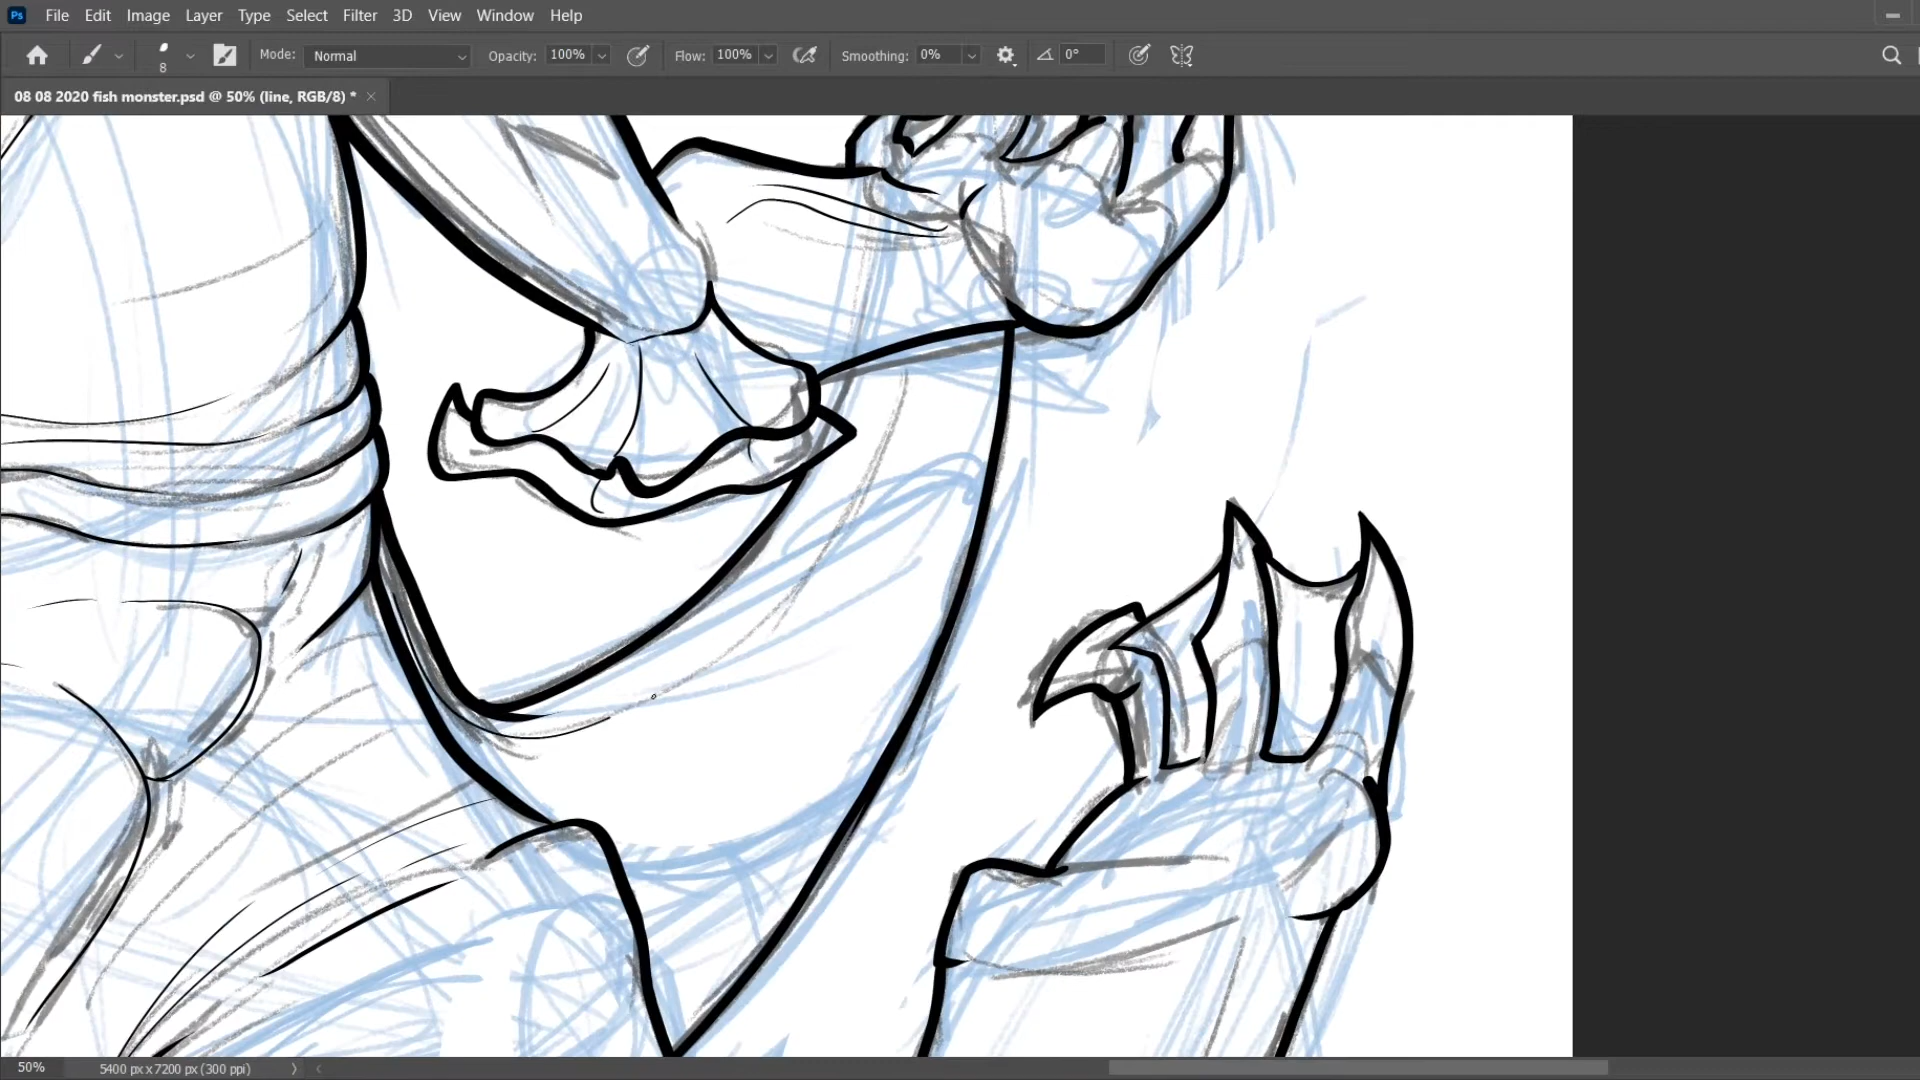 Ps File Edit Image Layer Type Select Filter 3D View Window Help
8 Mode: Normal Opacity: 100% Flow: 100% Smoothing: 0% 0°
08 08 2020 fish monster.psd @ 50% (line, RGB/8) *
50% 5400 px x 7200 px (300 ppi)